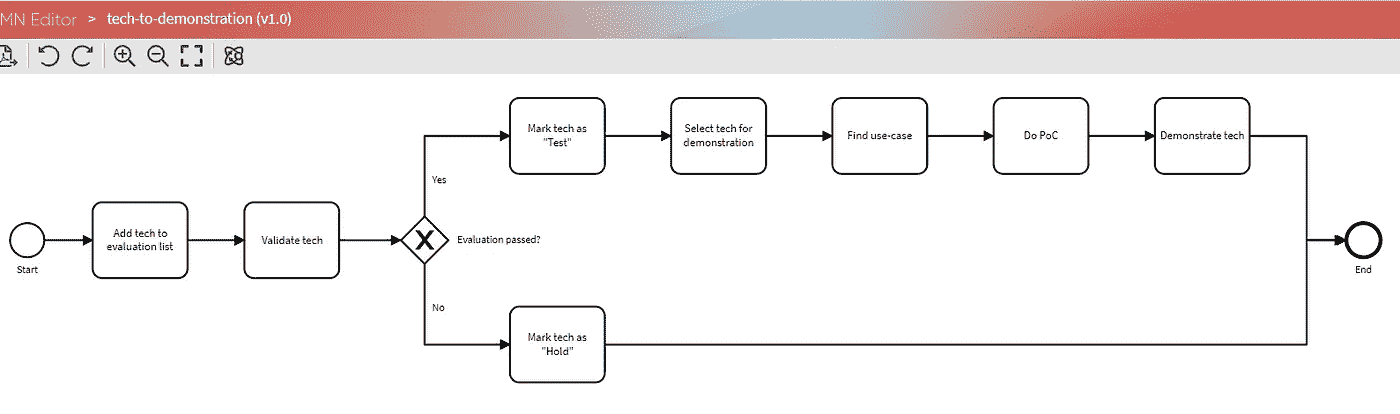 MN Editor > tech-to-demonstration (v1.0)
Mark tech as
"Test"
Select tech for
demonstration
Find use-case
Do PoC
Demonstrate tech
Yes
Add tech to
evaluation list
Validate tech
X
Evaluation passed?
Start
End
No
Mark tech as
"Hold"